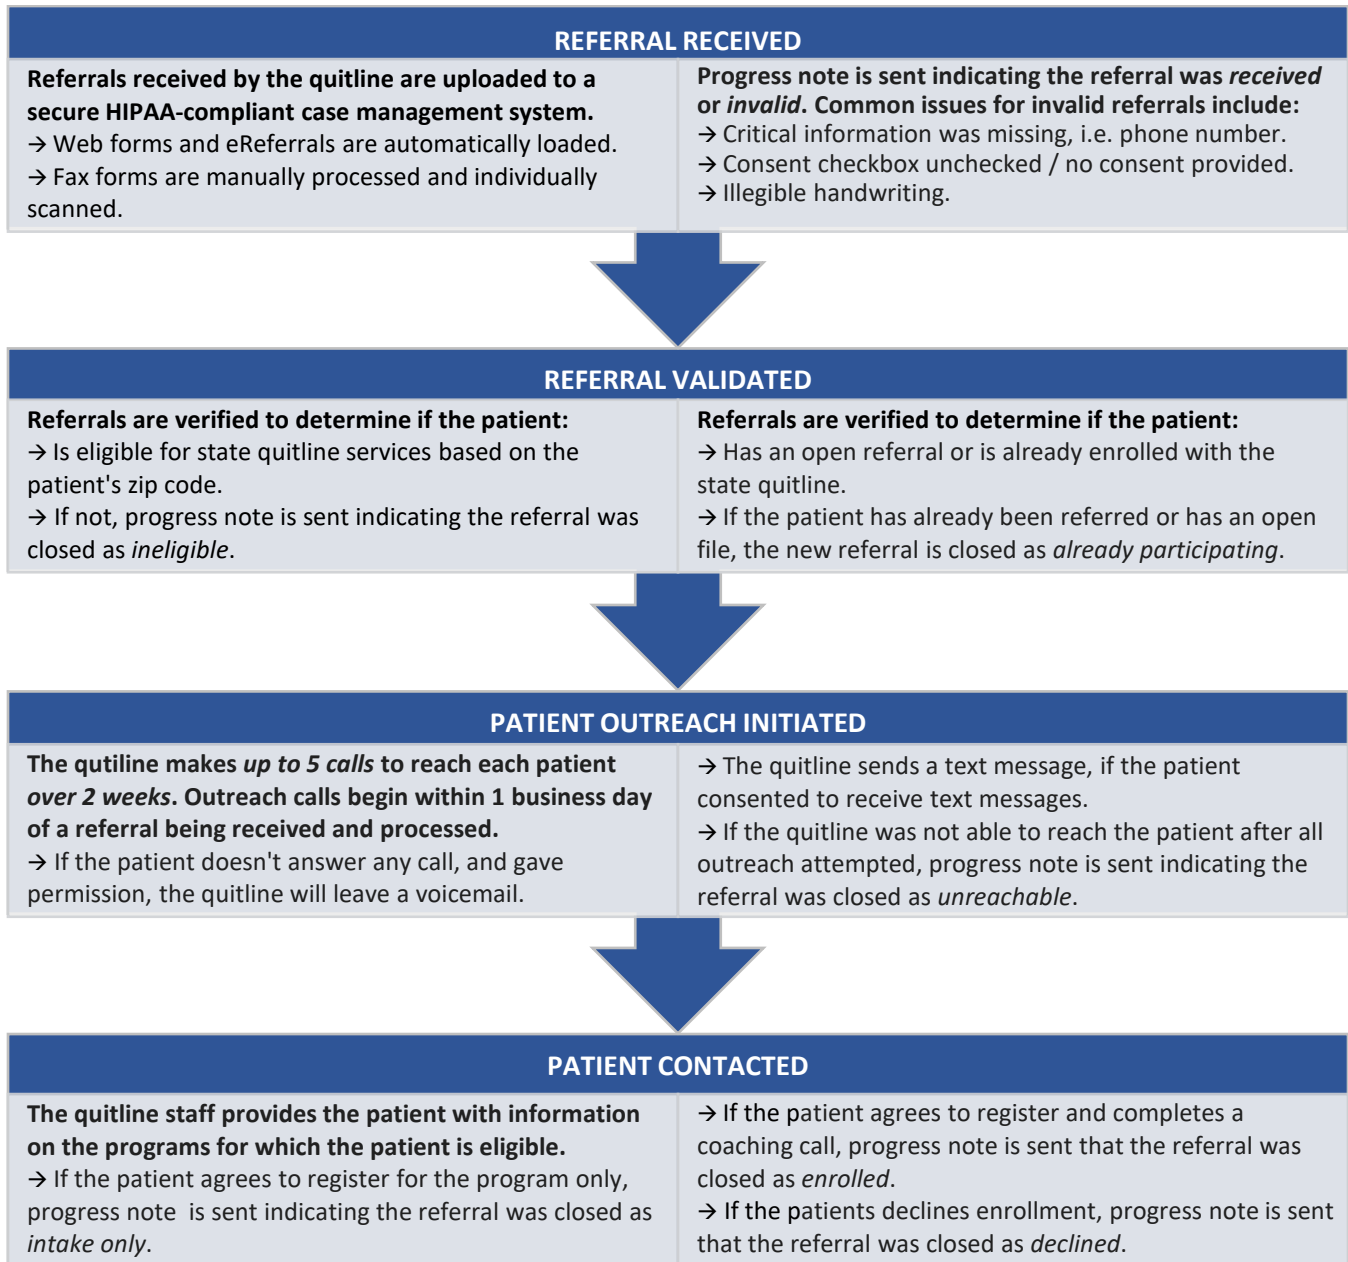 REFERRAL RECEIVED
Referrals received by the quitline are uploaded to a
secure HIPAA-compliant case management system.
→ Web forms and eReferrals are automatically loaded.
→ Fax forms are manually processed and individually
scanned.
Progress note is sent indicating the referral was received
or invalid. Common issues for invalid referrals include:
→ Critical information was missing, i.e. phone number.
→ Consent checkbox unchecked / no consent provided.
→ Illegible handwriting.
REFERRAL VALIDATED
Referrals are verified to determine if the patient:
→ Is eligible for state quitline services based on the
patient's zip code.
→ If not, progress note is sent indicating the referral was
closed as ineligible.
Referrals are verified to determine if the patient:
→ Has an open referral or is already enrolled with the
state quitline.
→ If the patient has already been referred or has an open
file, the new referral is closed as already participating.
PATIENT OUTREACH INITIATED
The qutiline makes up to 5 calls to reach each patient
over 2 weeks. Outreach calls begin within 1 business day
of a referral being received and processed.
→ If the patient doesn't answer any call, and gave
permission, the quitline will leave a voicemail.
→ The quitline sends a text message, if the patient
consented to receive text messages.
→ If the quitline was not able to reach the patient after all
outreach attempted, progress note is sent indicating the
referral was closed as unreachable.
PATIENT CONTACTED
The quitline staff provides the patient with information
on the programs for which the patient is eligible.
→ If the patient agrees to register for the program only,
progress note is sent indicating the referral was closed as
intake only.
→ If the patient agrees to register and completes a
coaching call, progress note is sent that the referral was
closed as enrolled.
→ If the patients declines enrollment, progress note is sent
that the referral was closed as declined.